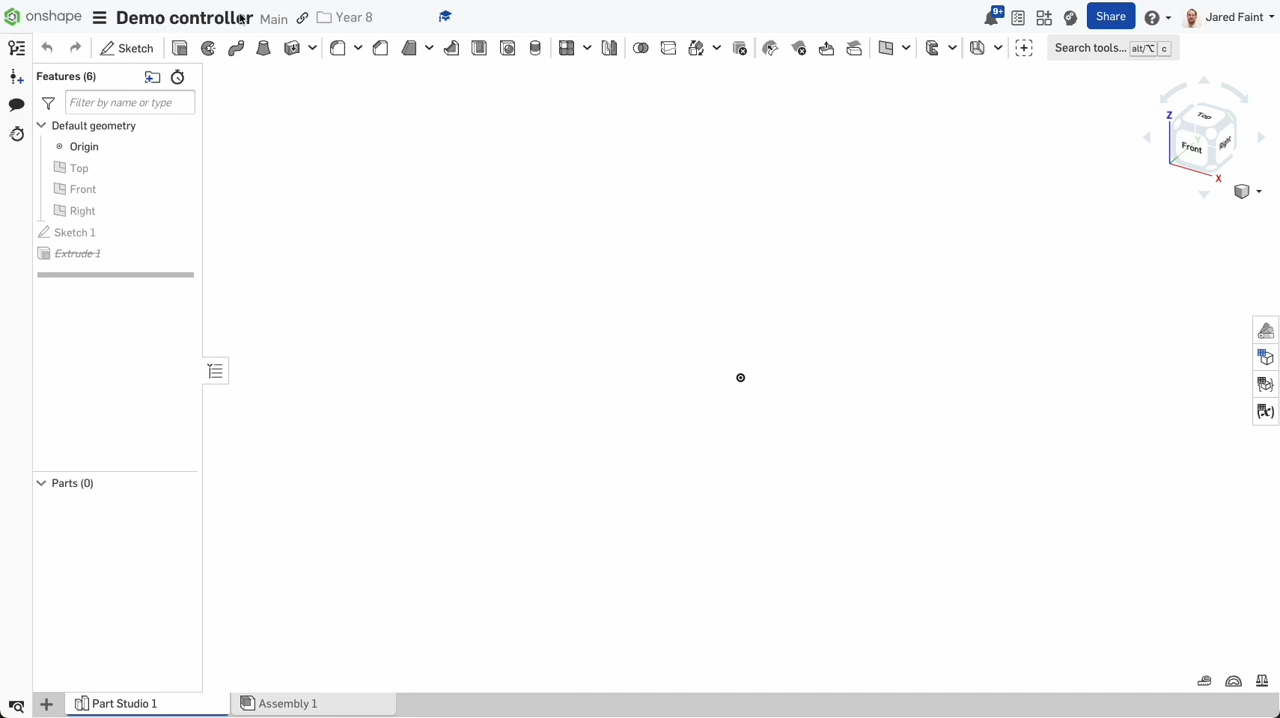 onshape
Demo controller Main Year 8
9+
Share
Jared Faint
Sketch
Search tools... alt/⌥ c
Features (6)
Filter by name or type
Default geometry
Origin
Top
Front
Right
Sketch 1
Extrude 1
Parts (0)
Z
Top
Front
Right
Y
X
(x)
Part Studio 1
Assembly 1